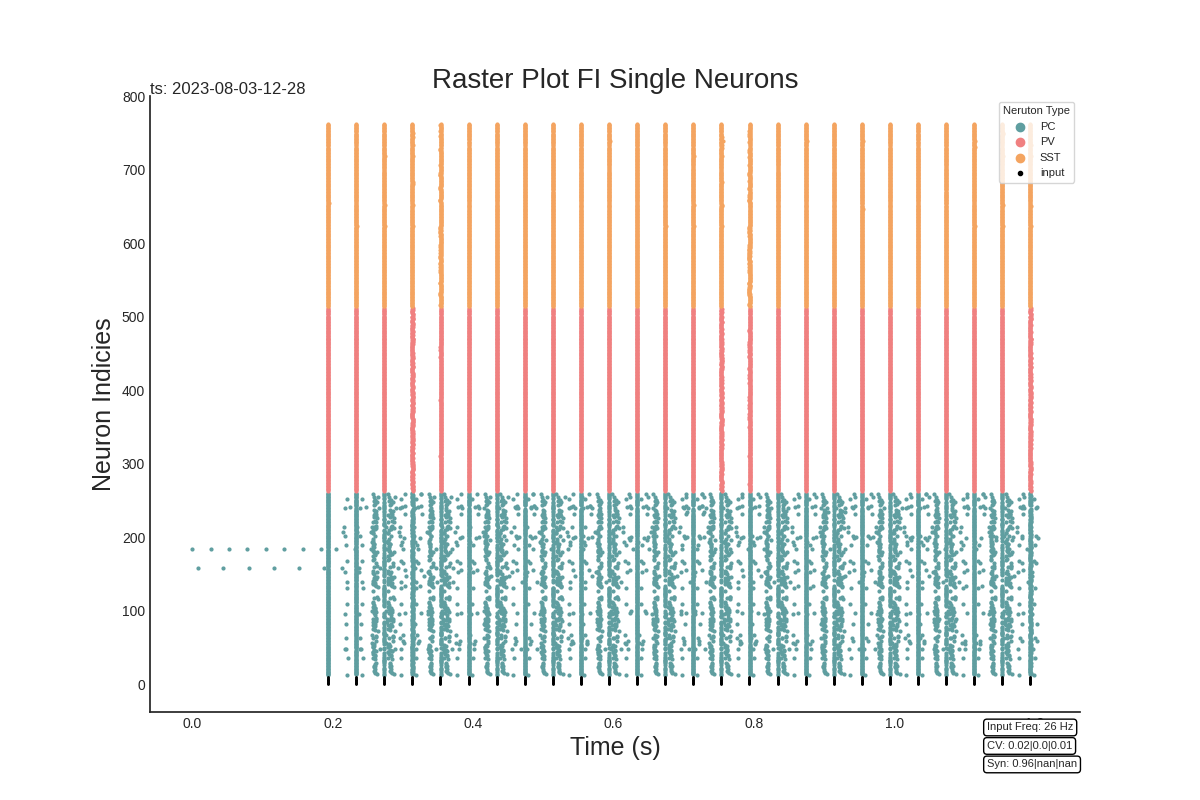 Raster Plot FI Single Neurons
ts: 2023-08-03-12-28
Neruton Type
PC
PV
SST
input
Neuron Indicies
800
700
600
500
400
300
200
100
0
0.0
0.2
0.4
0.6
0.8
1.0
Time (s)
Input Freq: 26 Hz
CV: 0.02|0.0|0.01
Syn: 0.96|nan|nan